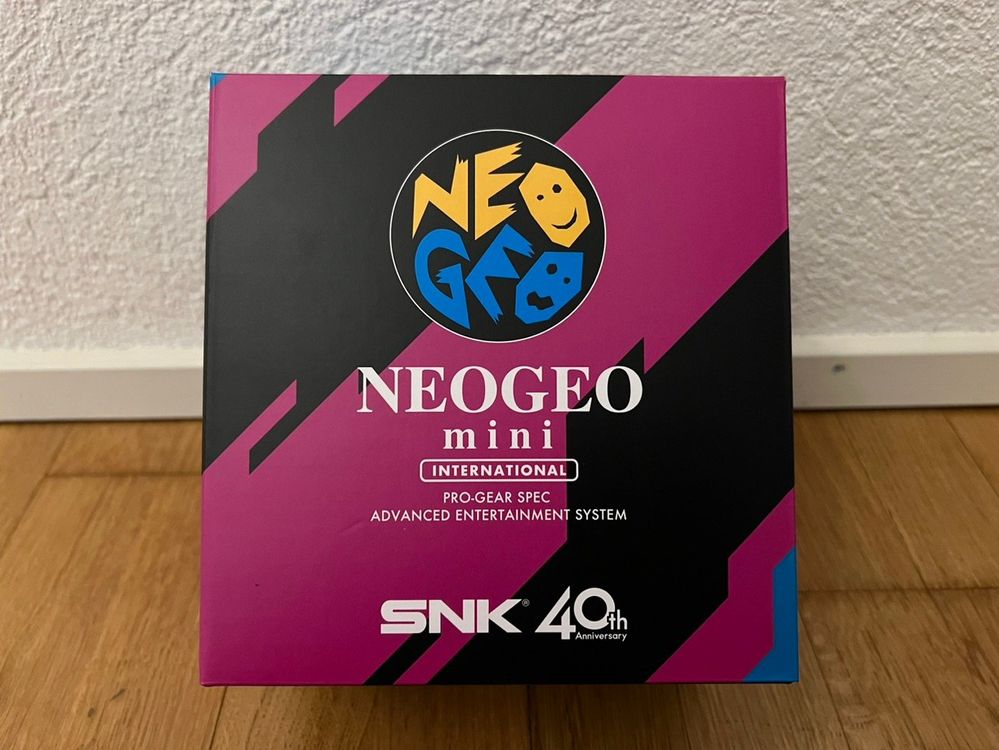 NEO
GEO
NEOGEO
mini
INTERNATIONAL
PRO-GEAR SPEC
ADVANCED ENTERTAINMENT SYSTEM
SNK® 40th
Anniversary